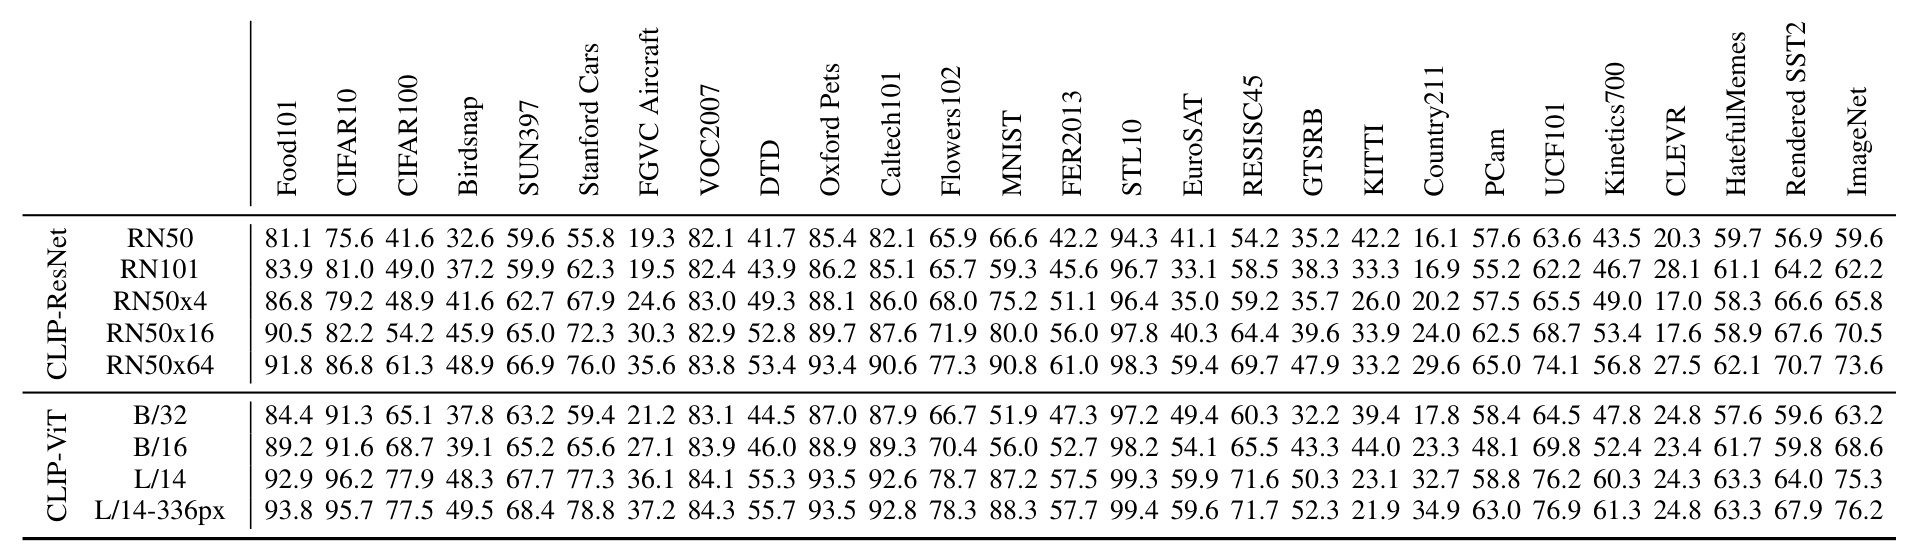 Food101 CIFAR10 CIFAR100 Birdsnap SUN397 Stanford Cars FGVC Aircraft VOC2007 DTD Oxford Pets Caltech101 Flowers102 MNIST FER2013 STL10 EuroSAT RESISC45 GTSRB KITTI Country211 PCam UCF101 Kinetics700 CLEVR HatefulMemes Rendered SST2 ImageNet
CLIP-ResNet
RN50 81.1 75.6 41.6 32.6 59.6 55.8 19.3 82.1 41.7 85.4 82.1 65.9 66.6 42.2 94.3 41.1 54.2 35.2 42.2 16.1 57.6 63.6 43.5 20.3 59.7 56.9 59.6
RN101 83.9 81.0 49.0 37.2 59.9 62.3 19.5 82.4 43.9 86.2 85.1 65.7 59.3 45.6 96.7 33.1 58.5 38.3 33.3 16.9 55.2 62.2 46.7 28.1 61.1 64.2 62.2
RN50x4 86.8 79.2 48.9 41.6 62.7 67.9 24.6 83.0 49.3 88.1 86.0 68.0 75.2 51.1 96.4 35.0 59.2 35.7 26.0 20.2 57.5 65.5 49.0 17.0 58.3 66.6 65.8
RN50x16 90.5 82.2 54.2 45.9 65.0 72.3 30.3 82.9 52.8 89.7 87.6 71.9 80.0 56.0 97.8 40.3 64.4 39.6 33.9 24.0 62.5 68.7 53.4 17.6 58.9 67.6 70.5
RN50x64 91.8 86.8 61.3 48.9 66.9 76.0 35.6 83.8 53.4 93.4 90.6 77.3 90.8 61.0 98.3 59.4 69.7 47.9 33.2 29.6 65.0 74.1 56.8 27.5 62.1 70.7 73.6
CLIP-ViT
B/32 84.4 91.3 65.1 37.8 63.2 59.4 21.2 83.1 44.5 87.0 87.9 66.7 51.9 47.3 97.2 49.4 60.3 32.2 39.4 17.8 58.4 64.5 47.8 24.8 57.6 59.6 63.2
B/16 89.2 91.6 68.7 39.1 65.2 65.6 27.1 83.9 46.0 88.9 89.3 70.4 56.0 52.7 98.2 54.1 65.5 43.3 44.0 23.3 48.1 69.8 52.4 23.4 61.7 59.8 68.6
L/14 92.9 96.2 77.9 48.3 67.7 77.3 36.1 84.1 55.3 93.5 92.6 78.7 87.2 57.5 99.3 59.9 71.6 50.3 23.1 32.7 58.8 76.2 60.3 24.3 63.3 64.0 75.3
L/14-336px 93.8 95.7 77.5 49.5 68.4 78.8 37.2 84.3 55.7 93.5 92.8 78.3 88.3 57.7 99.4 59.6 71.7 52.3 21.9 34.9 63.0 76.9 61.3 24.8 63.3 67.9 76.2